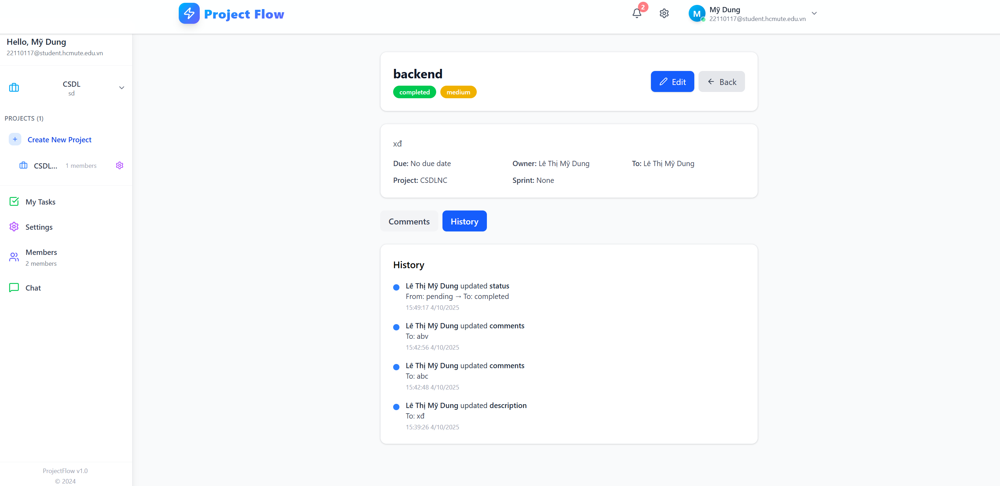 Project Flow
2
M
Mỹ Dung
22110117@student.hcmute.edu.vn
Hello, Mỹ Dung
22110117@student.hcmute.edu.vn
CSDL
sd
PROJECTS (1)
+ Create New Project
CSDL... 1 members
My Tasks
Settings
Members
2 members
Chat
ProjectFlow v1.0
© 2024
backend
completed medium
Edit
← Back
xđ
Due: No due date Owner: Lê Thị Mỹ Dung To: Lê Thị Mỹ Dung
Project: CSDLNC Sprint: None
Comments History
History
Lê Thị Mỹ Dung updated status
From: pending → To: completed
15:49:17 4/10/2025
Lê Thị Mỹ Dung updated comments
To: abv
15:42:56 4/10/2025
Lê Thị Mỹ Dung updated comments
To: abc
15:42:48 4/10/2025
Lê Thị Mỹ Dung updated description
To: xđ
15:39:26 4/10/2025